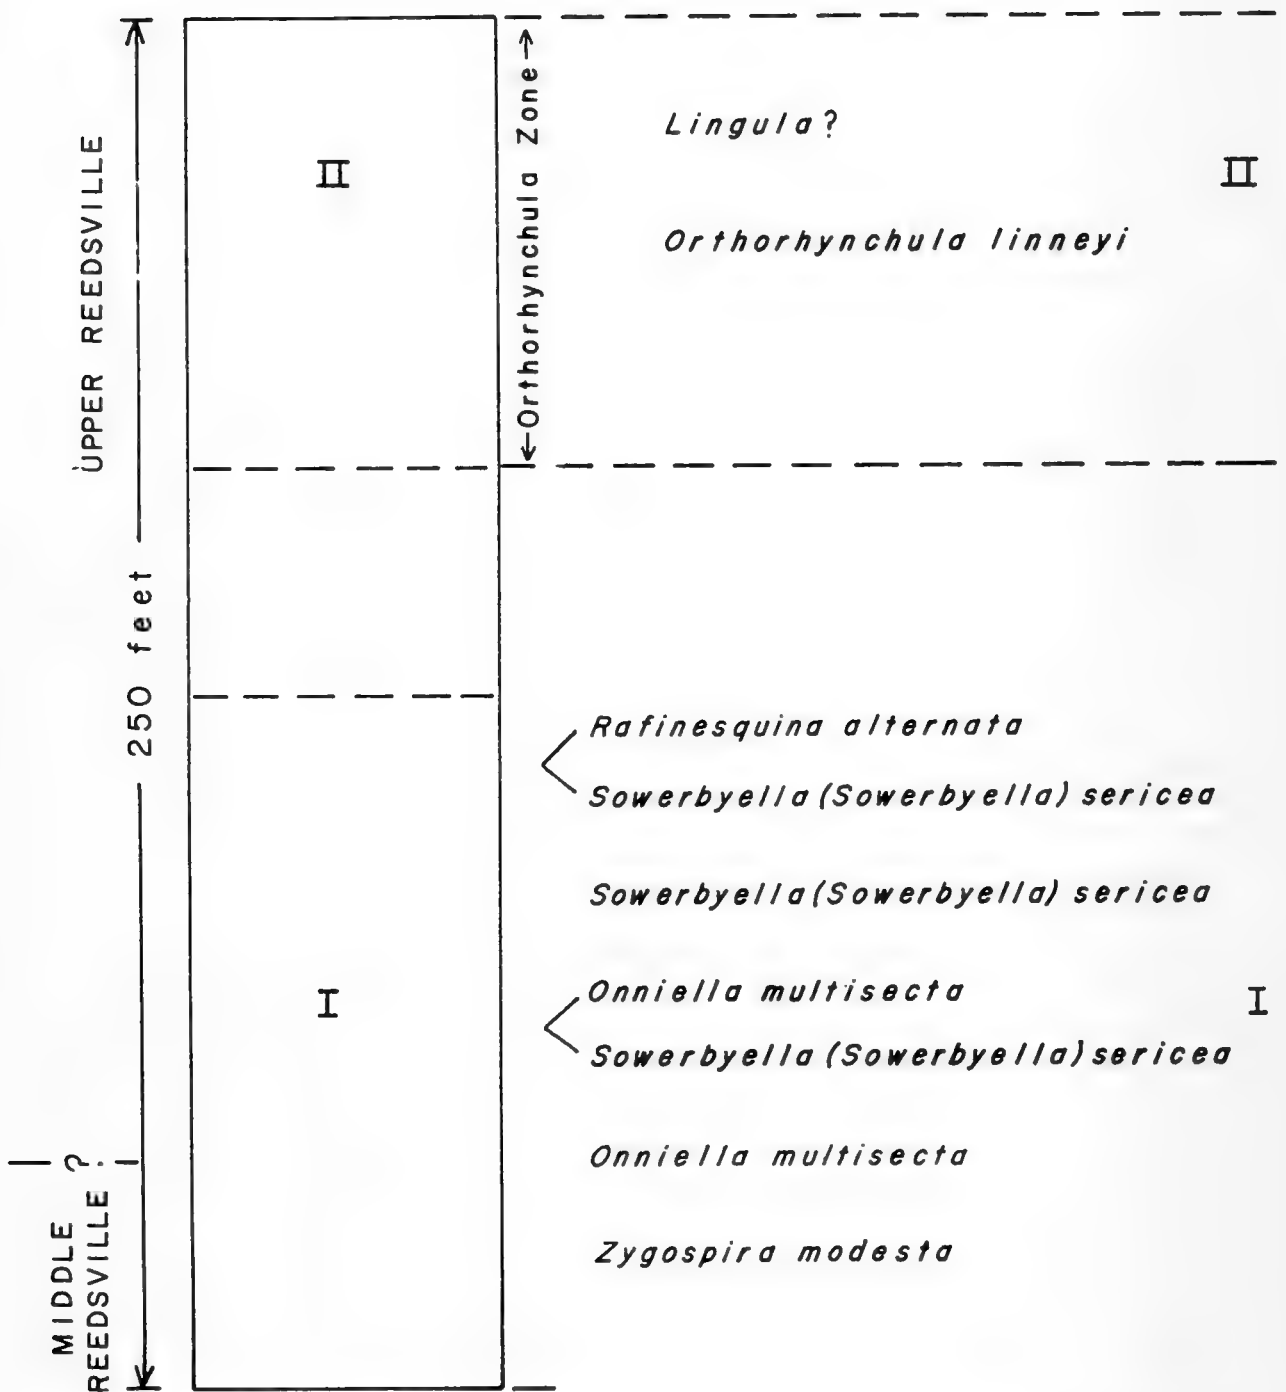 UPPER REEDSVILLE
250 feet
— ? —
MIDDLE
REEDSVILLE
II
I
←Orthorhynchula Zone→
Lingula?
Orthorhynchula linneyi
II
Rafinesquina alternata
Sowerbyella (Sowerbyella) sericea
Sowerbyella (Sowerbyella) sericea
Onniella multisecta
Sowerbyella (Sowerbyella) sericea
I
Onniella multisecta
Zygospira modesta